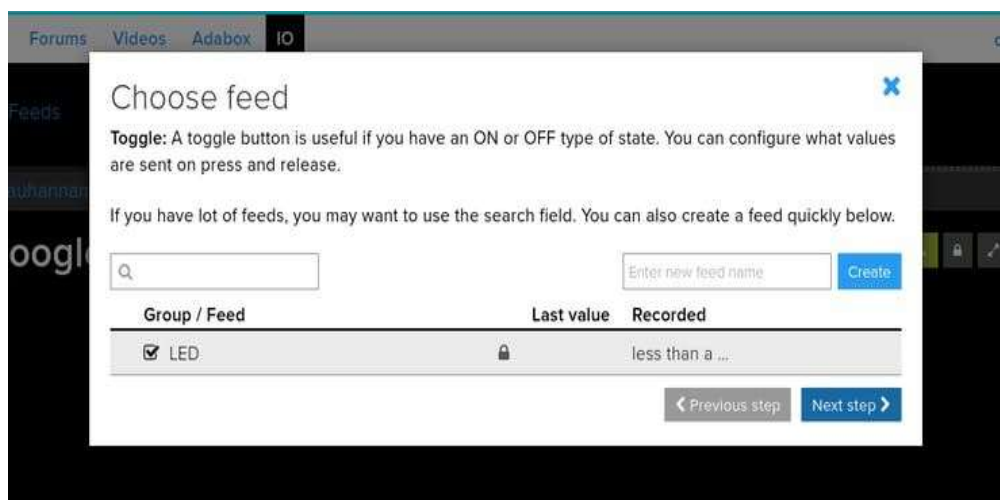 Forums Videos Adabox IO
Choose feed
Feeds
Toggle: A toggle button is useful if you have an ON or OFF type of state. You can configure what values
are sent on press and release.
If you have lot of feeds, you may want to use the search field. You can also create a feed quickly below.
oogl
Enter new feed name Create
Group / Feed Last value Recorded
LED less than a ...
Previous step Next step